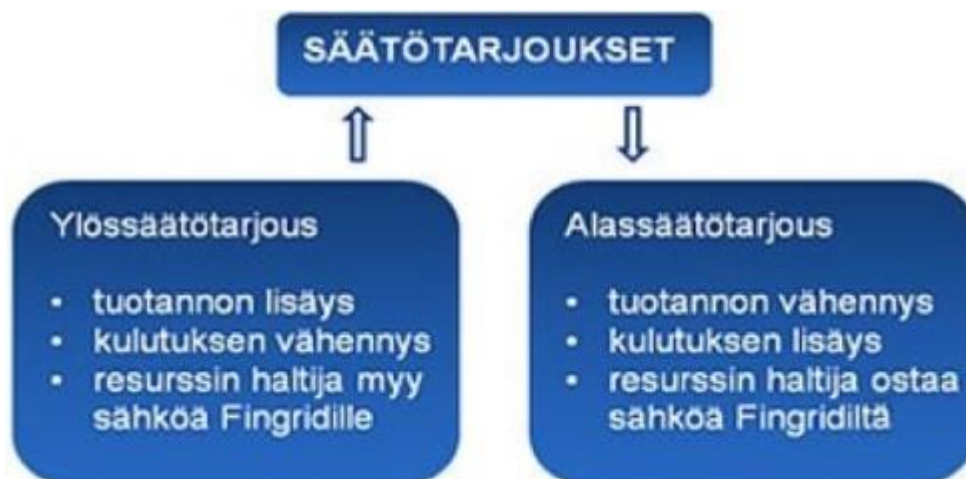 SÄÄTÖTARJOUKSET
Ylössäätötarjous
• tuotannon lisäys
• kulutuksen vähennys
• resurssin haltija myy
sähköä Fingridille
Alassäätötarjous
• tuotannon vähennys
• kulutuksen lisäys
• resurssin haltija ostaa
sähköä Fingridiltä